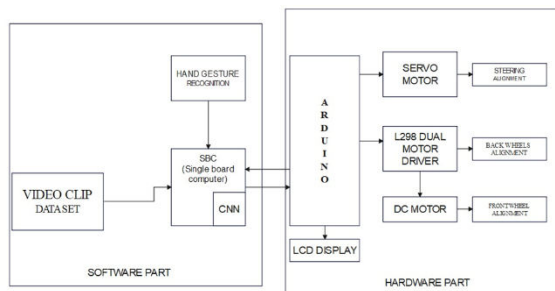 HAND GESTURE
RECOGNITION
SBC
(Single board
computer)
CNN
VIDEO CLIP
DATASET
SOFTWARE PART
ARDUINO
LCD DISPLAY
SERVO
MOTOR
STEERING
ALIGNMENT
L298 DUAL
MOTOR
DRIVER
BACK WHEELS
ALIGNMENT
DC MOTOR
FRONTWHEEL
ALIGNMENT
HARDWARE PART